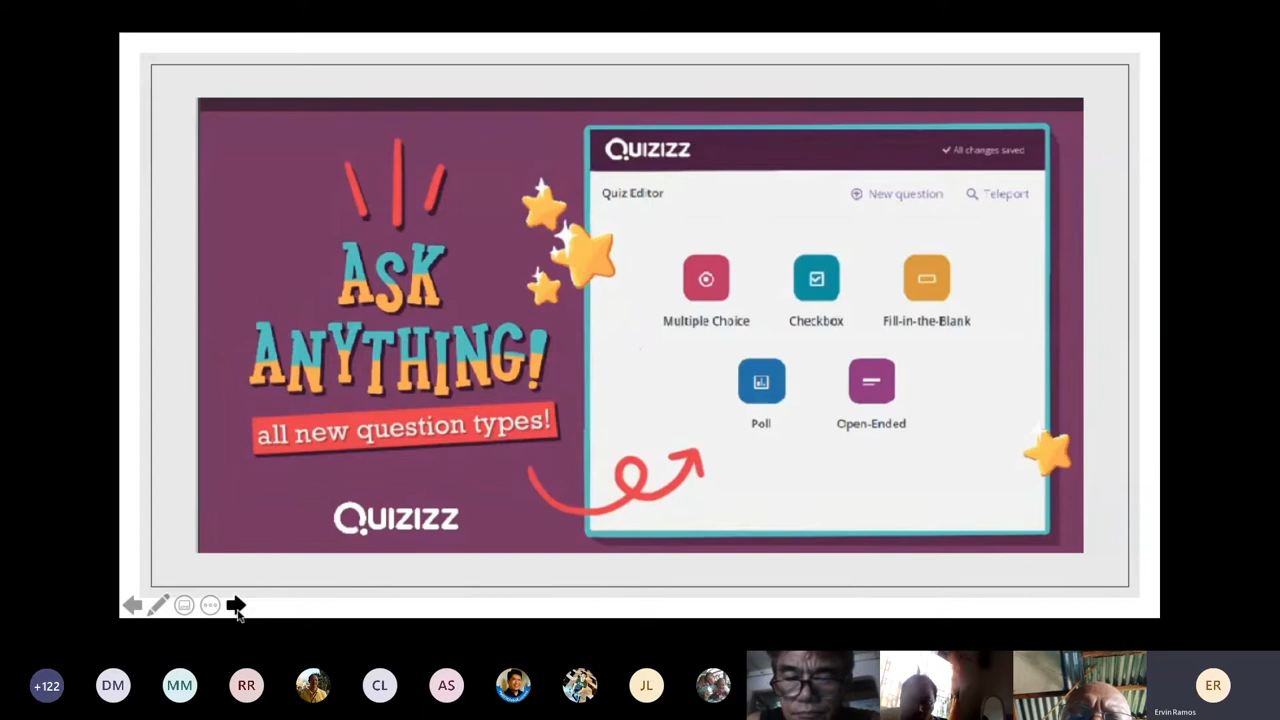 ASK
ANYTHING!
all new question types!
QUIZIZZ
QUIZIZZ
All changes saved
Quiz Editor
New question
Teleport
Multiple Choice
Checkbox
Fill-in-the-Blank
Poll
Open-Ended
+122
DM
MM
RR
CL
AS
JL
ER
Ervin Ramos